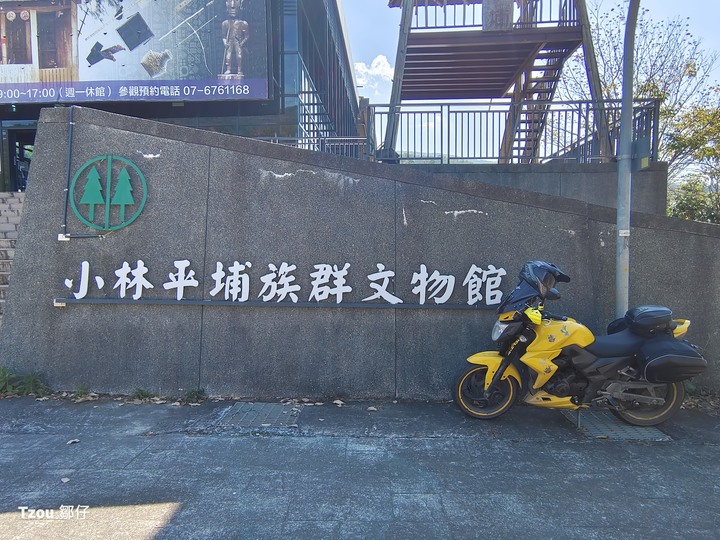 9:00~17:00（週一休館） 參觀預約電話 07-6761168
小林平埔族群文物館
Tzou 鄒仔